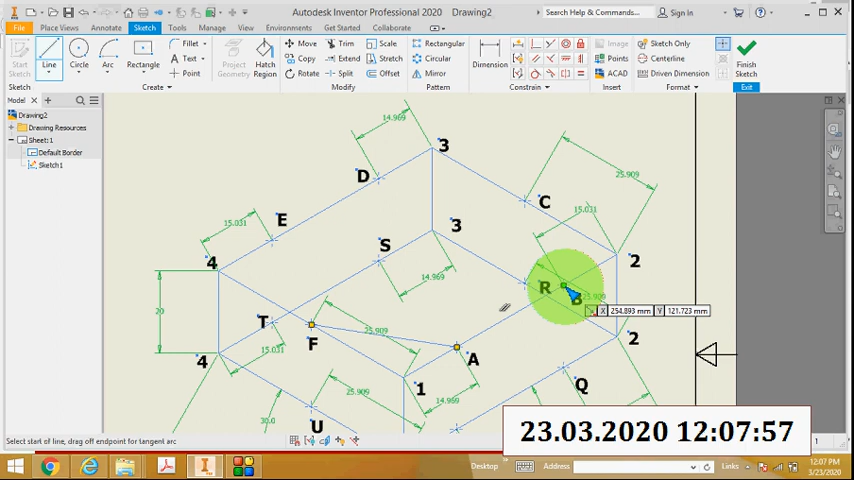 Autodesk Inventor Professional 2020 Drawing2
Search Help & Commands...
Sign In
File Place Views Annotate Sketch Tools Manage View Environments Get Started Collaborate
Start Sketch
Line
Circle
Arc
Rectangle
Fillet
Text
Point
Project Geometry
Hatch Region
Move Trim Scale
Copy Extend Stretch
Rotate Split Offset
Rectangular
Circular
Mirror
Dimension
Image
Points
ACAD
Sketch Only
Centerline
Driven Dimension
Finish Sketch
Sketch Create Modify Pattern Constrain Insert Format Exit
Model
Drawing2
Drawing Resources
Sheet:1
Default Border
Sketch1
14.969
3
D
25.909
C
15.031
E
15.031
3
4
S
2
14.969
R
B
25.909
X 254.893 mm Y 121.723 mm
20
T
F
25.909
A
2
4
15.031
1
14.969
Q
25.909
30.0
U
23.03.2020 12:07:57
Select start of line, drag off endpoint for tangent arc
1
Desktop
Address
Links
12:07 PM
3/23/2020